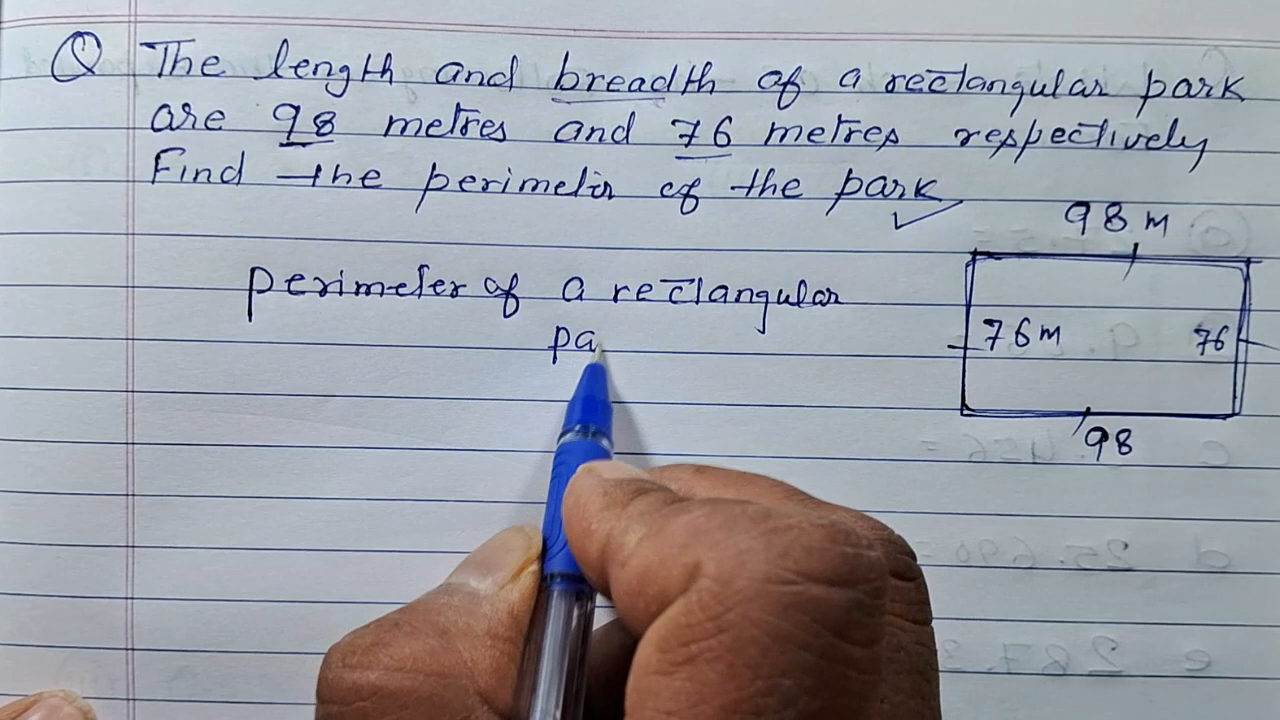 Q The length and breadth of a rectangular park
are 98 metres and 76 metres respectively
Find the perimeter of the park
98 m
perimeter of a rectangular
pa
76m
76
98